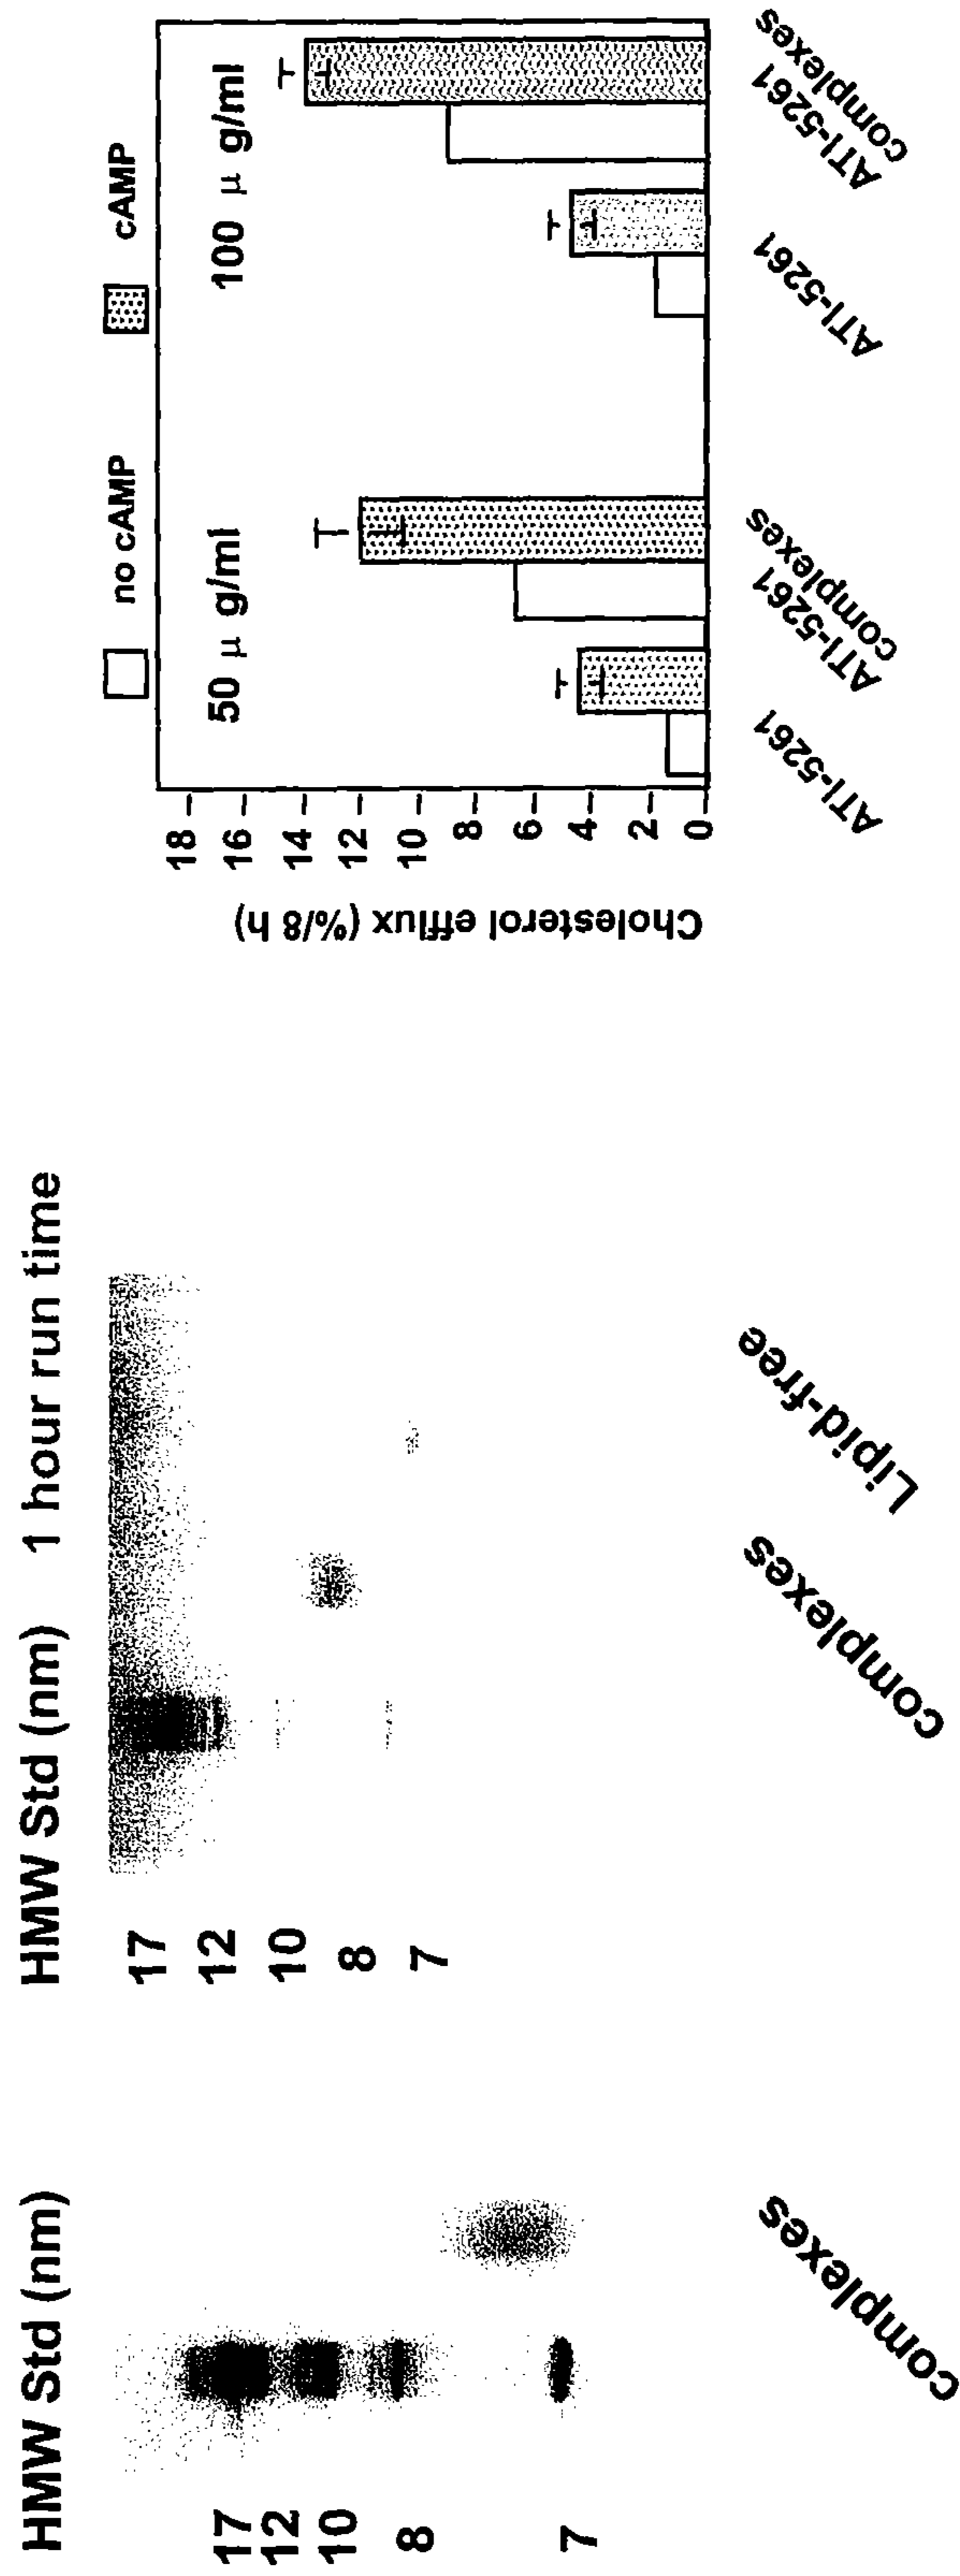 HMW Std (nm)
17
12
10
8
7
complexes
HMW Std (nm) 1 hour run time
17
12
10
8
7
complexes
Lipid-free
no cAMP cAMP
50 μ g/ml 100 μ g/ml
Cholesterol efflux (%/8 h)
18
16
14
12
10
8
6
4
2
0
ATI-5261
ATI-5261
complexes
ATI-5261
ATI-5261
complexes